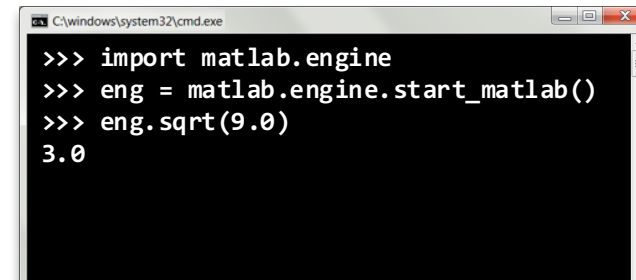 C:\windows\system32\cmd.exe
>>> import matlab.engine
>>> eng = matlab.engine.start_matlab()
>>> eng.sqrt(9.0)
3.0